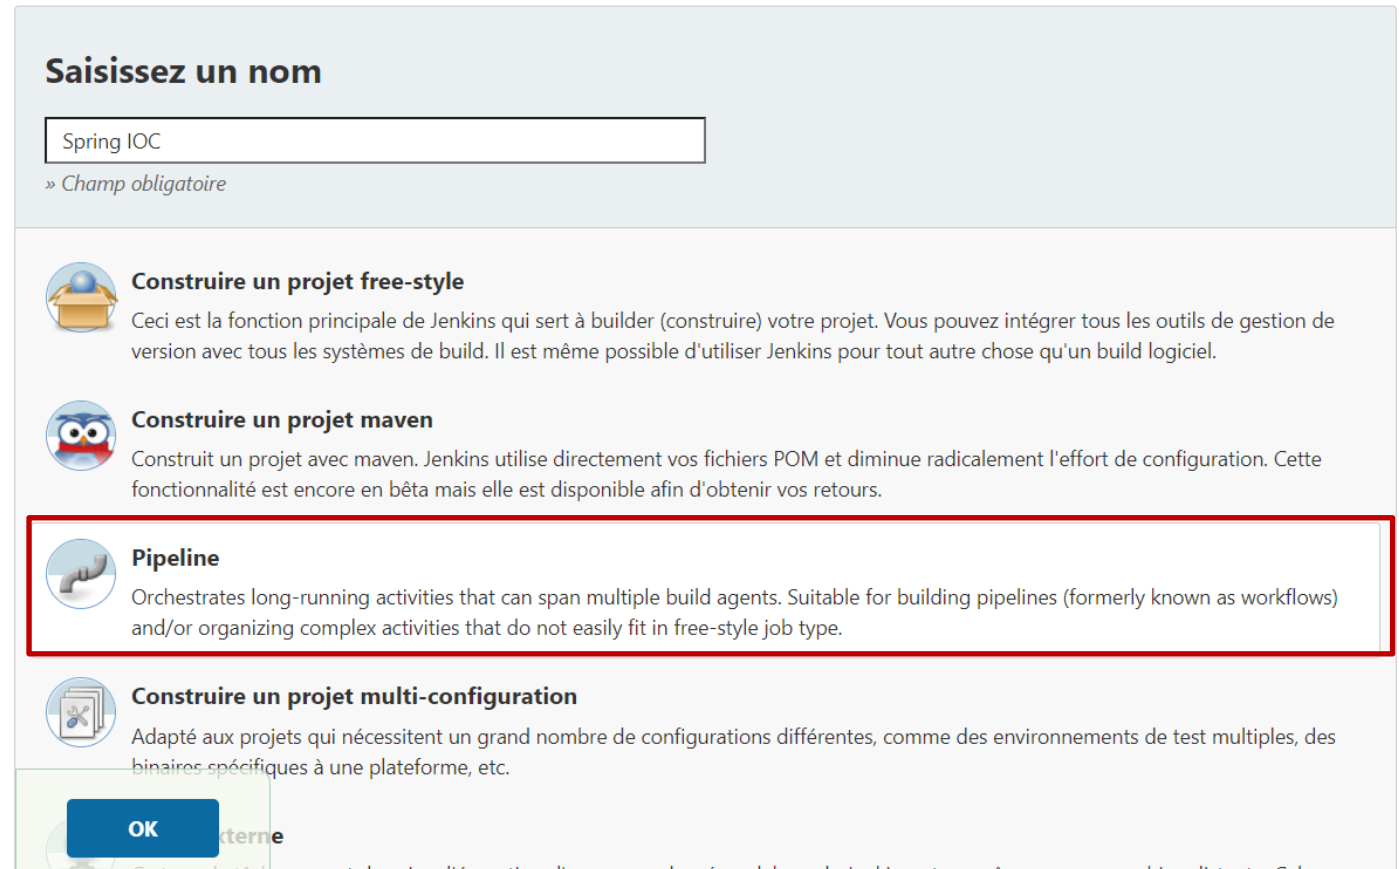 Saisissez un nom
Spring IOC
» Champ obligatoire
Construire un projet free-style
Ceci est la fonction principale de Jenkins qui sert à builder (construire) votre projet. Vous pouvez intégrer tous les outils de gestion de
version avec tous les systèmes de build. Il est même possible d'utiliser Jenkins pour tout autre chose qu'un build logiciel.
Construire un projet maven
Construit un projet avec maven. Jenkins utilise directement vos fichiers POM et diminue radicalement l'effort de configuration. Cette
fonctionnalité est encore en bêta mais elle est disponible afin d'obtenir vos retours.
Pipeline
Orchestrates long-running activities that can span multiple build agents. Suitable for building pipelines (formerly known as workflows)
and/or organizing complex activities that do not easily fit in free-style job type.
Construire un projet multi-configuration
Adapté aux projets qui nécessitent un grand nombre de configurations différentes, comme des environnements de test multiples, des
binaires spécifiques à une plateforme, etc.
OK